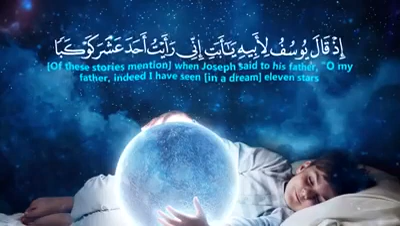 إِذْ قَالَ يُوسُفُ لِأَبِيهِ يَا أَبَتِ إِنِّي رَأَيْتُ أَحَدَ عَشَرَ كَوْكَبًا
[Of these stories mention] when Joseph said to his father, "O my
father, indeed I have seen [in a dream] eleven stars